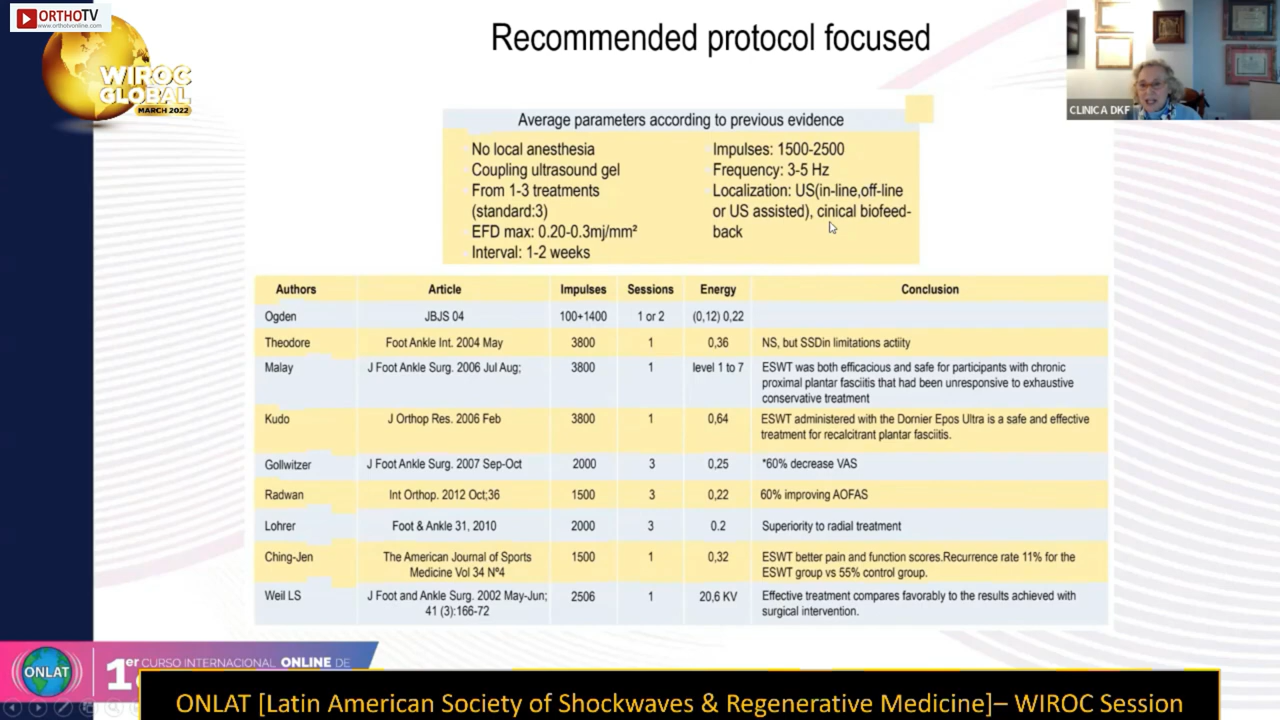 ORTHOTV
www.orthotvonline.com
WIROC
GLOBAL
MARCH 2022
Recommended protocol focused
CLINICA DKF
Average parameters according to previous evidence
No local anesthesia
Coupling ultrasound gel
From 1-3 treatments
(standard:3)
EFD max: 0.20-0.3mj/mm²
Interval: 1-2 weeks
Impulses: 1500-2500
Frequency: 3-5 Hz
Localization: US(in-line,off-line
or US assisted), cinical biofeed-
back
Authors Article Impulses Sessions Energy Conclusion
Ogden JBJS 04 100+1400 1 or 2 (0,12) 0,22
Theodore Foot Ankle Int. 2004 May 3800 1 0,36 NS, but SSDin limitations actiity
Malay J Foot Ankle Surg. 2006 Jul Aug; 3800 1 level 1 to 7 ESWT was both efficacious and safe for participants with chronic
proximal plantar fasciitis that had been unresponsive to exhaustive
conservative treatment
Kudo J Orthop Res. 2006 Feb 3800 1 0,64 ESWT administered with the Dornier Epos Ultra is a safe and effective
treatment for recalcitrant plantar fasciitis.
Gollwitzer J Foot Ankle Surg. 2007 Sep-Oct 2000 3 0,25 *60% decrease VAS
Radwan Int Orthop. 2012 Oct;36 1500 3 0,22 60% improving AOFAS
Lohrer Foot & Ankle 31, 2010 2000 3 0.2 Superiority to radial treatment
Ching-Jen The American Journal of Sports 1500 1 0,32 ESWT better pain and function scores.Recurrence rate 11% for the
Medicine Vol 34 Nº4 ESWT group vs 55% control group.
Weil LS J Foot and Ankle Surg. 2002 May-Jun; 2506 1 20,6 KV Effective treatment compares favorably to the results achieved with
41 (3):166-72 surgical intervention.
ONLAT
1er CURSO INTERNACIONAL ONLINE DE
ONLAT [Latin American Society of Shockwaves & Regenerative Medicine]– WIROC Session